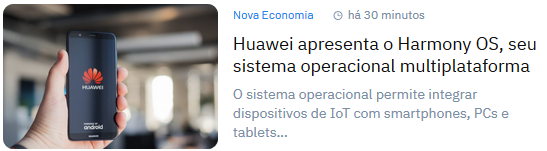 Nova Economia há 30 minutos
Huawei apresenta o Harmony OS, seu
sistema operacional multiplataforma
O sistema operacional permite integrar
dispositivos de IoT com smartphones, PCs e
tablets...
HUAWEI
android